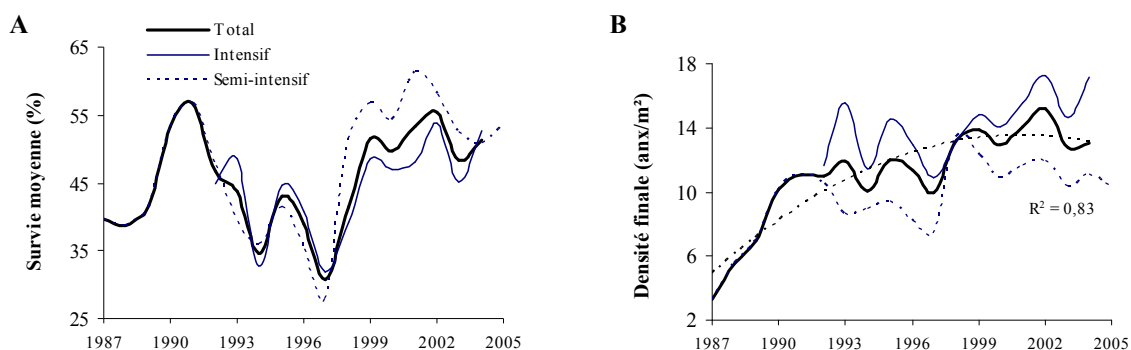 A
Total
Intensif
Semi-intensif
Survie moyenne (%)
65
55
45
35
25
1987 1990 1993 1996 1999 2002 2005
B
Densité finale (anx/m²)
18
14
10
6
2
R² = 0,83
1987 1990 1993 1996 1999 2002 2005